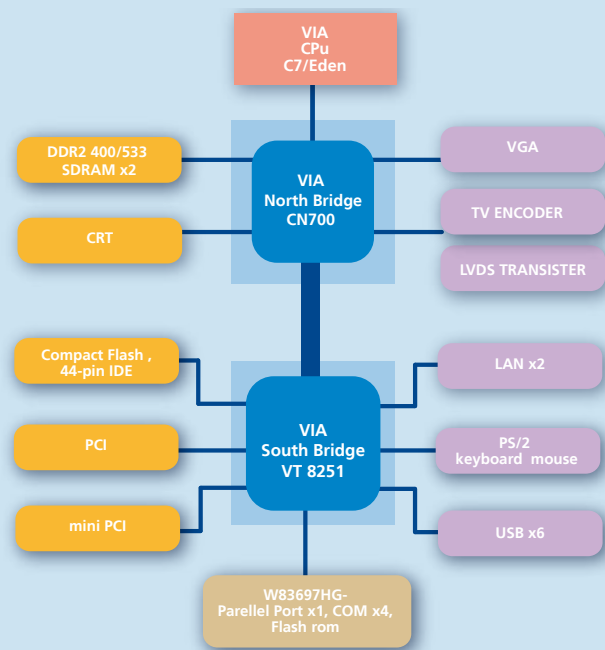 VIA
CPu
C7/Eden
DDR2 400/533
SDRAM x2
CRT
VIA
North Bridge
CN700
VGA
TV ENCODER
LVDS TRANSISTER
Compact Flash ,
44-pin IDE
PCI
mini PCI
VIA
South Bridge
VT 8251
LAN x2
PS/2
keyboard mouse
USB x6
W83697HG-
Parellel Port x1, COM x4,
Flash rom